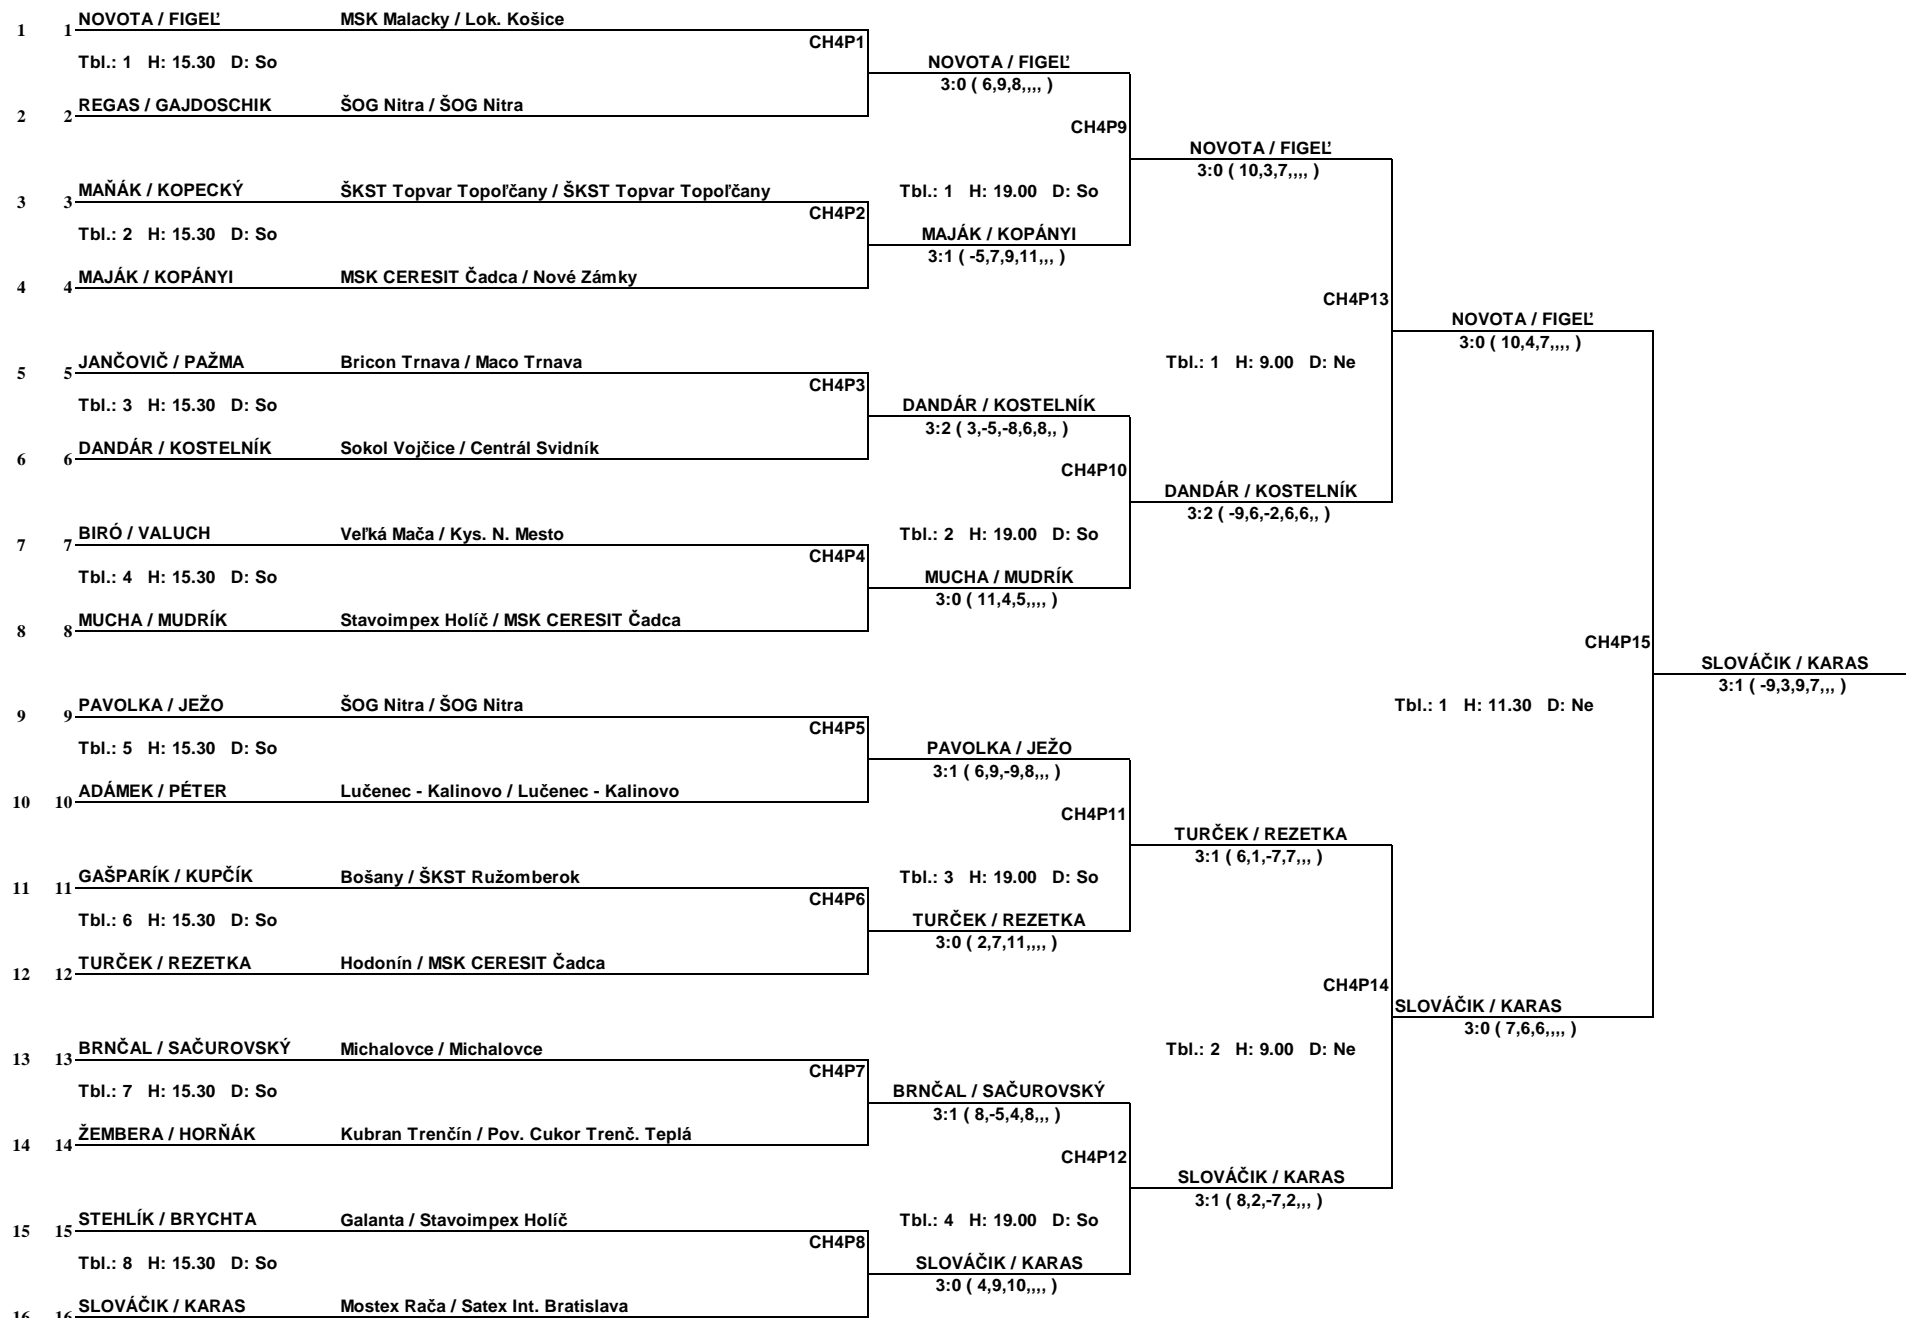 NOVOTA / FIGEĽ MSK Malacky / Lok. Košice
1 1
CH4P1
Tbl.: 1 H: 15.30 D: So NOVOTA / FIGEĽ
3:0 ( 6,9,8,,,, )
REGAS / GAJDOSCHIK ŠOG Nitra / ŠOG Nitra
2 2
CH4P9
NOVOTA / FIGEĽ
3:0 ( 10,3,7,,,, )
MAŇÁK / KOPECKÝ ŠKST Topvar Topoľčany / ŠKST Topvar Topoľčany Tbl.: 1 H: 19.00 D: So
3 3
CH4P2
Tbl.: 2 H: 15.30 D: So MAJÁK / KOPÁNYI
3:1 ( -5,7,9,11,,, )
MAJÁK / KOPÁNYI MSK CERESIT Čadca / Nové Zámky
4 4
CH4P13
NOVOTA / FIGEĽ
3:0 ( 10,4,7,,,, )
JANČOVIČ / PAŽMA Bricon Trnava / Maco Trnava Tbl.: 1 H: 9.00 D: Ne
5 5
CH4P3
Tbl.: 3 H: 15.30 D: So DANDÁR / KOSTELNÍK
3:2 ( 3,-5,-8,6,8,, )
DANDÁR / KOSTELNÍK Sokol Vojčice / Centrál Svidník
6 6
CH4P10
DANDÁR / KOSTELNÍK
3:2 ( -9,6,-2,6,6,, )
BIRÓ / VALUCH Veľká Mača / Kys. N. Mesto Tbl.: 2 H: 19.00 D: So
7 7
CH4P4
Tbl.: 4 H: 15.30 D: So MUCHA / MUDRÍK
3:0 ( 11,4,5,,,, )
MUCHA / MUDRÍK Stavoimpex Holíč / MSK CERESIT Čadca
8 8
CH4P15
SLOVÁČIK / KARAS
3:1 ( -9,3,9,7,,, )
PAVOLKA / JEŽO ŠOG Nitra / ŠOG Nitra Tbl.: 1 H: 11.30 D: Ne
9 9
CH4P5
Tbl.: 5 H: 15.30 D: So PAVOLKA / JEŽO
3:1 ( 6,9,-9,8,,, )
ADÁMEK / PÉTER Lučenec - Kalinovo / Lučenec - Kalinovo
10 10
CH4P11
TURČEK / REZETKA
3:1 ( 6,1,-7,7,,, )
GAŠPARÍK / KUPČÍK Bošany / ŠKST Ružomberok Tbl.: 3 H: 19.00 D: So
11 11
CH4P6
Tbl.: 6 H: 15.30 D: So TURČEK / REZETKA
3:0 ( 2,7,11,,,, )
TURČEK / REZETKA Hodonín / MSK CERESIT Čadca
12 12
CH4P14
SLOVÁČIK / KARAS
3:0 ( 7,6,6,,,, )
BRNČAL / SAČUROVSKÝ Michalovce / Michalovce Tbl.: 2 H: 9.00 D: Ne
13 13
CH4P7
Tbl.: 7 H: 15.30 D: So BRNČAL / SAČUROVSKÝ
3:1 ( 8,-5,4,8,,, )
ŽEMBERA / HORŇÁK Kubran Trenčín / Pov. Cukor Trenč. Teplá
14 14
CH4P12
SLOVÁČIK / KARAS
3:1 ( 8,2,-7,2,,, )
STEHLÍK / BRYCHTA Galanta / Stavoimpex Holíč Tbl.: 4 H: 19.00 D: So
15 15
CH4P8
Tbl.: 8 H: 15.30 D: So SLOVÁČIK / KARAS
3:0 ( 4,9,10,,,, )
SLOVÁČIK / KARAS Mostex Rača / Satex Int. Bratislava
16 16